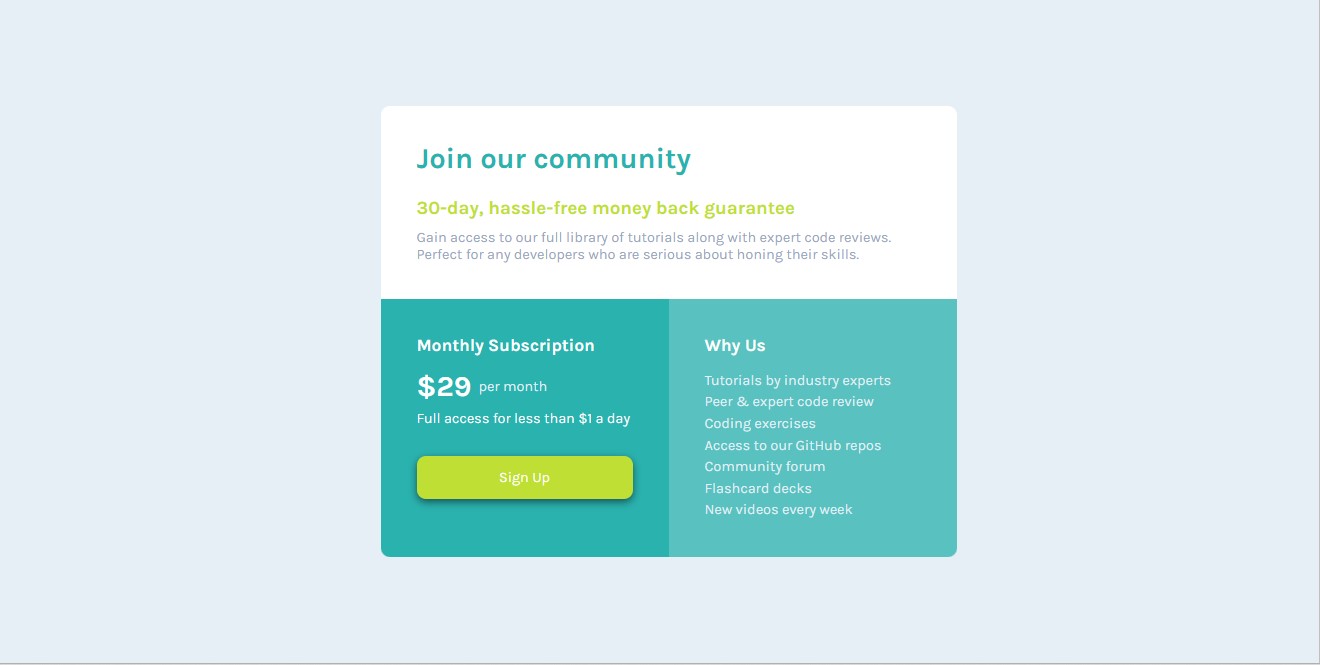 Join our community
30-day, hassle-free money back guarantee
Gain access to our full library of tutorials along with expert code reviews.
Perfect for any developers who are serious about honing their skills.
Monthly Subscription
$29 per month
Full access for less than $1 a day
Sign Up
Why Us
Tutorials by industry experts
Peer & expert code review
Coding exercises
Access to our GitHub repos
Community forum
Flashcard decks
New videos every week